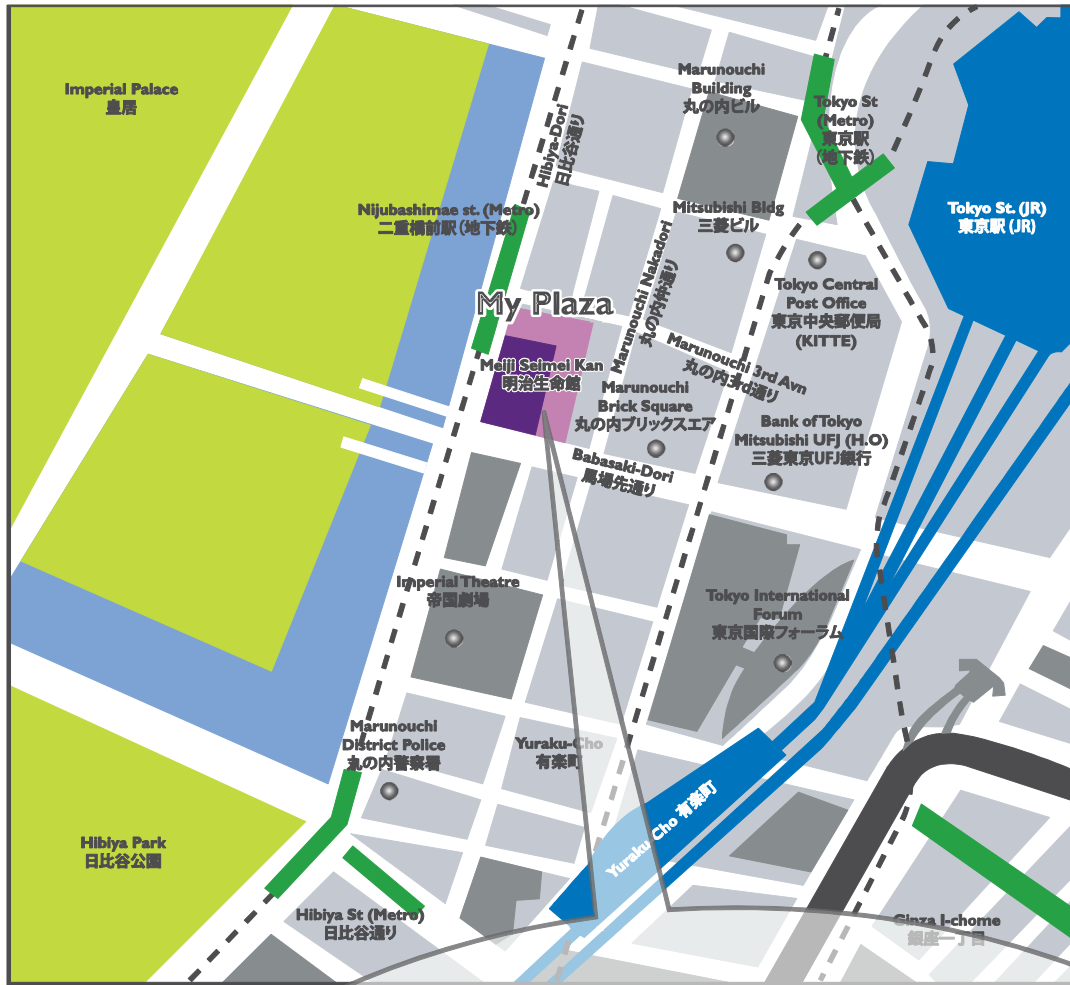 Imperial Palace
皇居
Marunouchi
Building
丸の内ビル
Tokyo St
(Metro)
東京駅
(地下鉄)
Hibiya-Dori
日比谷通り
Nijubashimae st. (Metro)
二重橋前駅(地下鉄)
Mitsubishi Bldg
三菱ビル
Tokyo St. (JR)
東京駅 (JR)
Tokyo Central
Post Office
東京中央郵便局
(KITTE)
Marunouchi Nakadori
丸の内仲通り
My Plaza
Meiji Seimei Kan
明治生命館
Marunouchi 3rd Avn
丸の内3rd通り
Marunouchi
Brick Square
丸の内ブリックスエア
Bank of Tokyo
Mitsubishi UFJ (H.O)
三菱東京UFJ銀行
Babasaki-Dori
馬場先通り
Imperial Theatre
帝国劇場
Tokyo International
Forum
東京国際フォーラム
Marunouchi
District Police
丸の内警察署
Yuraku-Cho
有楽町
Yuraku Cho 有楽町
Hibiya Park
日比谷公園
Hibiya St (Metro)
日比谷通り
Ginza I-chome
銀座一丁目